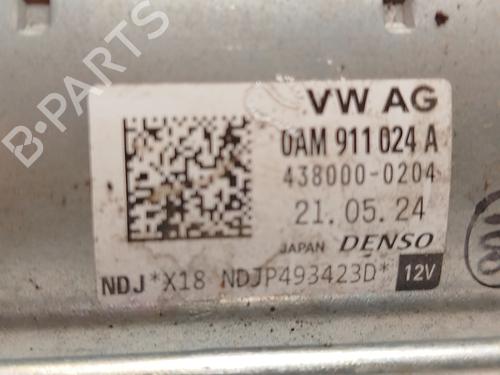 VW AG
0AM 911 024 A
438000-0204
21.05.24
JAPAN DENSO
NDJ*X18 NDJP493423D* 12V
B-PARTS